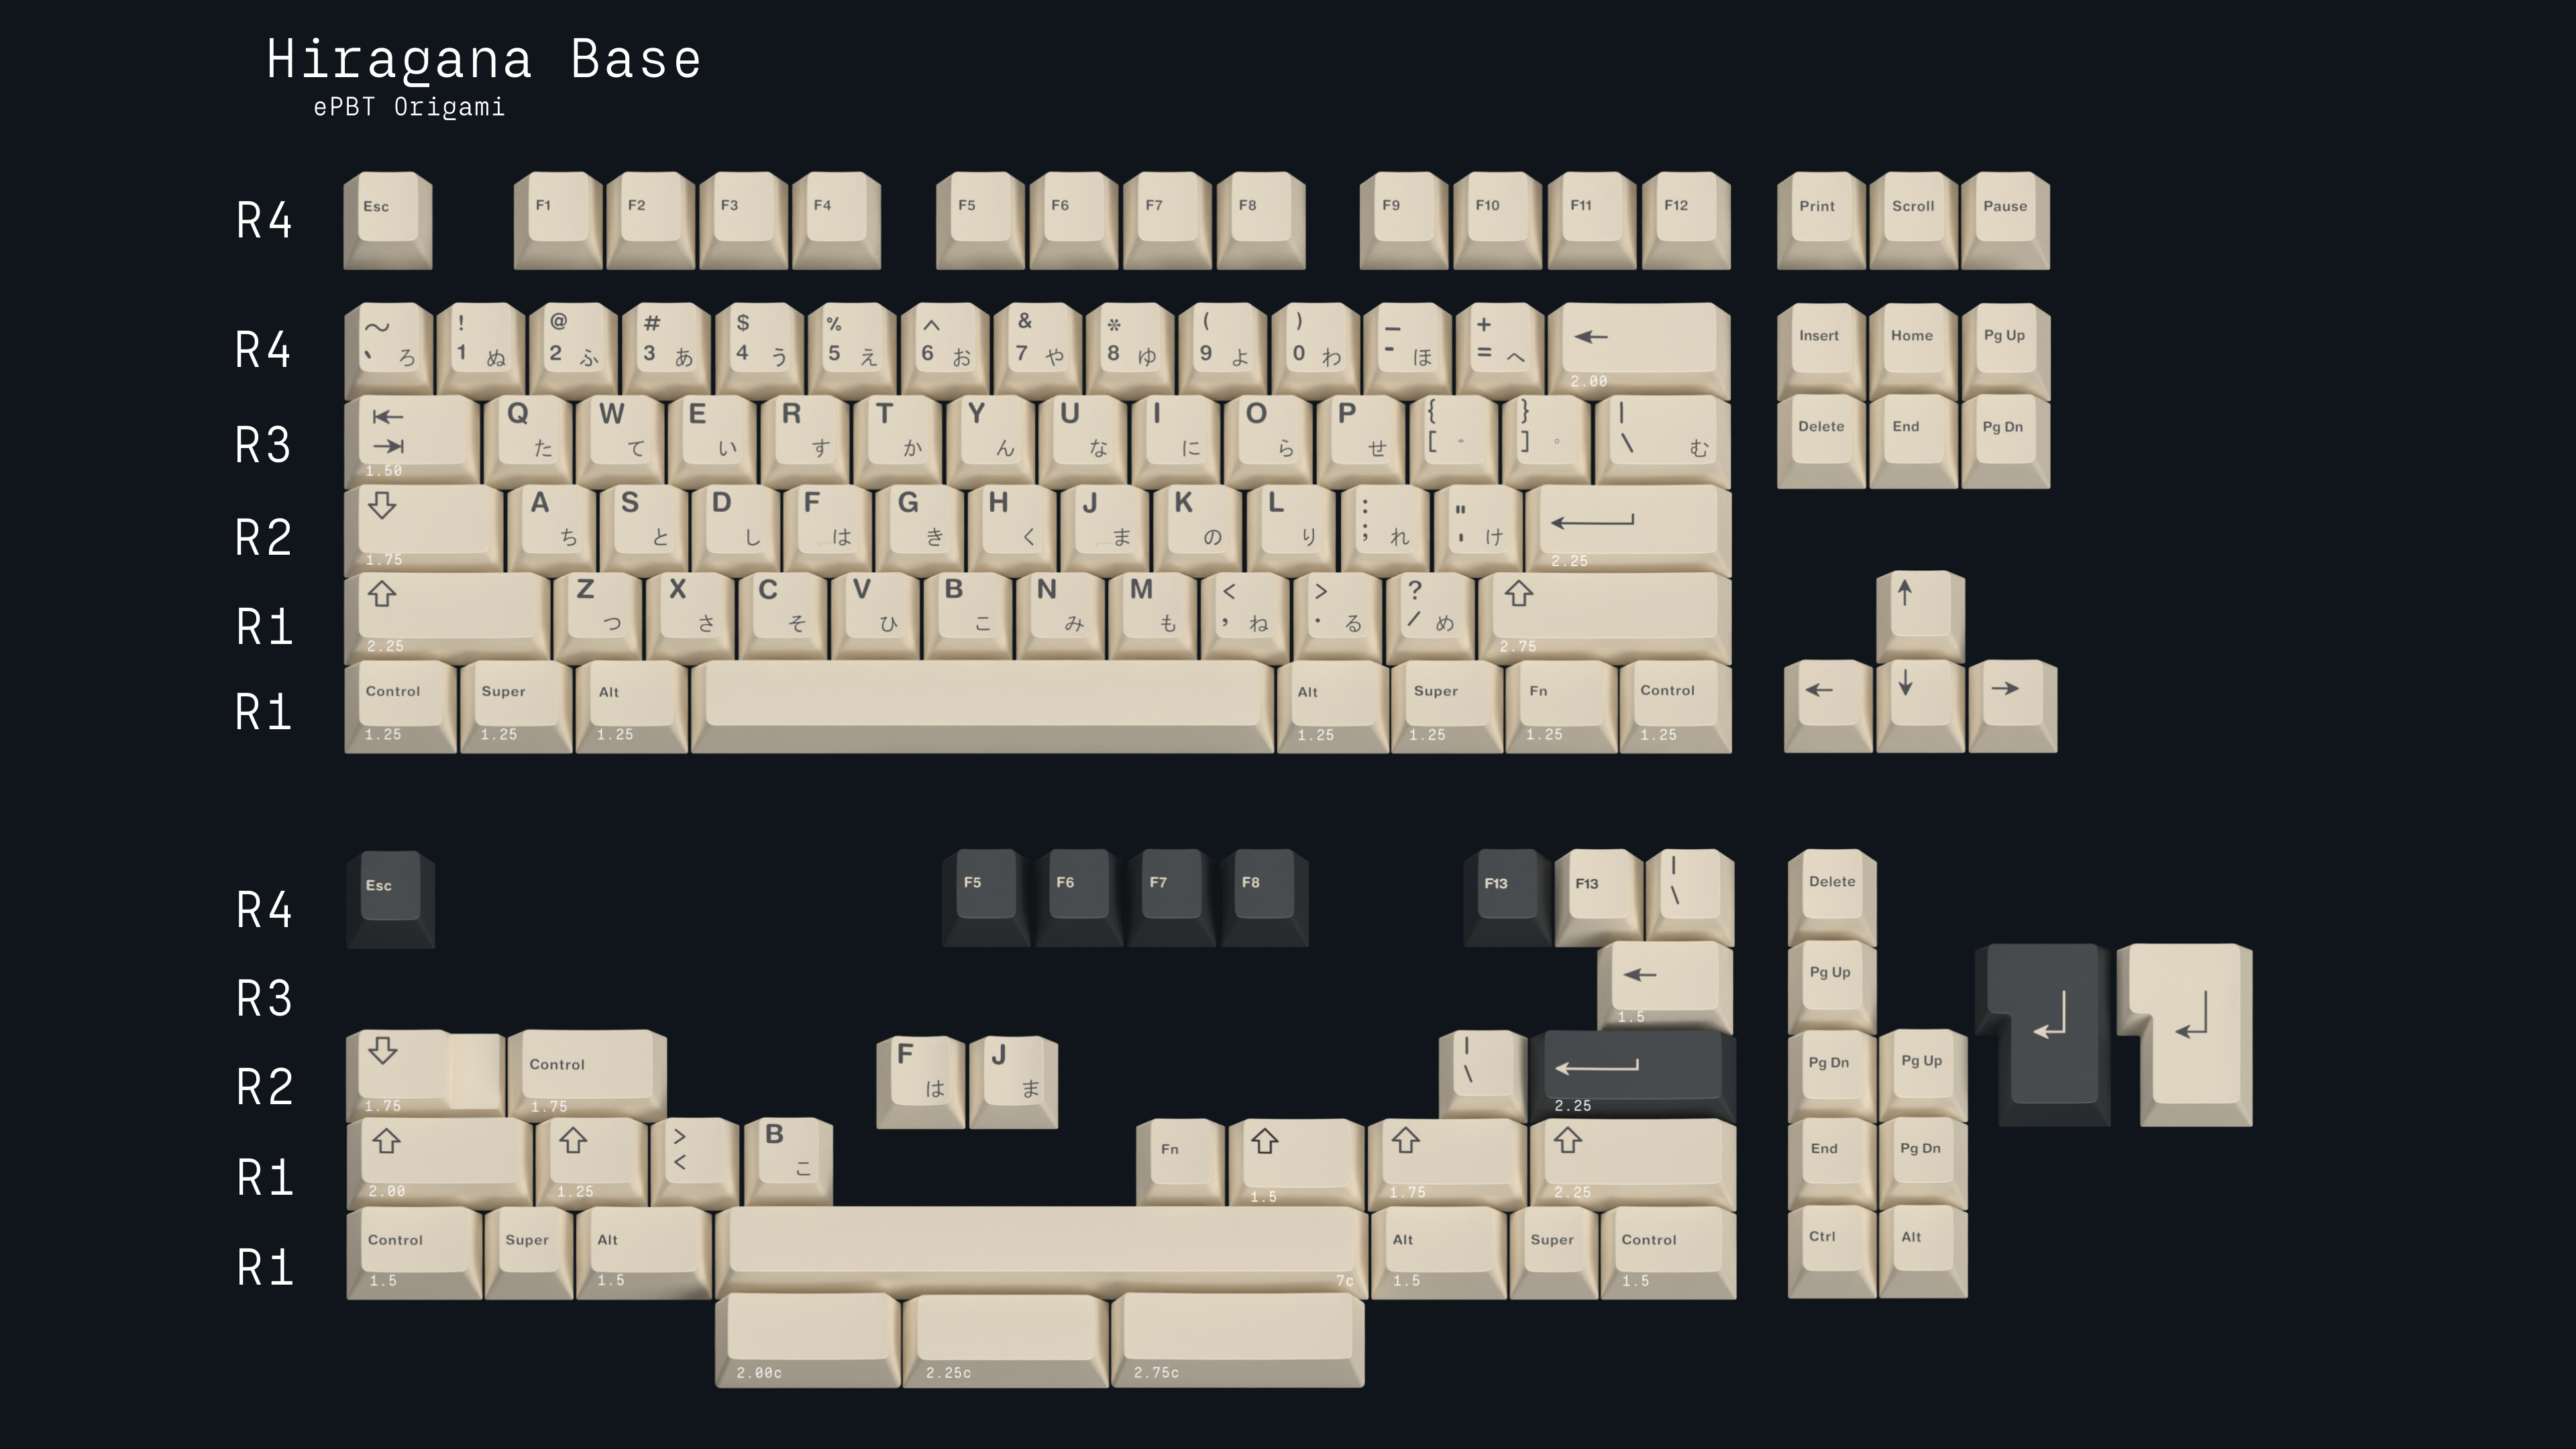 Hiragana Base
ePBT Origami
R4 Esc F1 F2 F3 F4 F5 F6 F7 F8 F9 F10 F11 F12 Print Scroll Pause
~ ! @ # $ % ^ & * ( ) _ +
R4 ` ろ 1 ぬ 2 ふ 3 あ 4 う 5 え 6 お 7 や 8 ゆ 9 よ 0 わ - ほ = へ ← Insert Home Pg Up
2.00
Q W E R T Y U I O P { } |
R3 た て い す か ん な に ら せ [ ゛ ] ゜ \ む Delete End Pg Dn
1.50
A S D F G H J K L : "
R2 ち と し は き く ま の り ; れ ' け
1.75 2.25
Z X C V B N M < > ? ↑
R1 つ さ そ ひ こ み も , ね . る / め
2.25 2.75
R1 Control Super Alt Alt Super Fn Control ← ↓ →
1.25 1.25 1.25 1.25 1.25 1.25 1.25
R4 Esc F5 F6 F7 F8 F13 F13 | \ Delete
R3 ← Pg Up
1.5
R2 Control F は J ま | \ Pg Dn Pg Up
1.75 1.75 2.25
R1 > < B こ Fn End Pg Dn
2.00 1.25 1.5 1.75 2.25
R1 Control Super Alt Alt Super Control Ctrl Alt
1.5 1.5 7c 1.5 1.5
2.00c 2.25c 2.75c